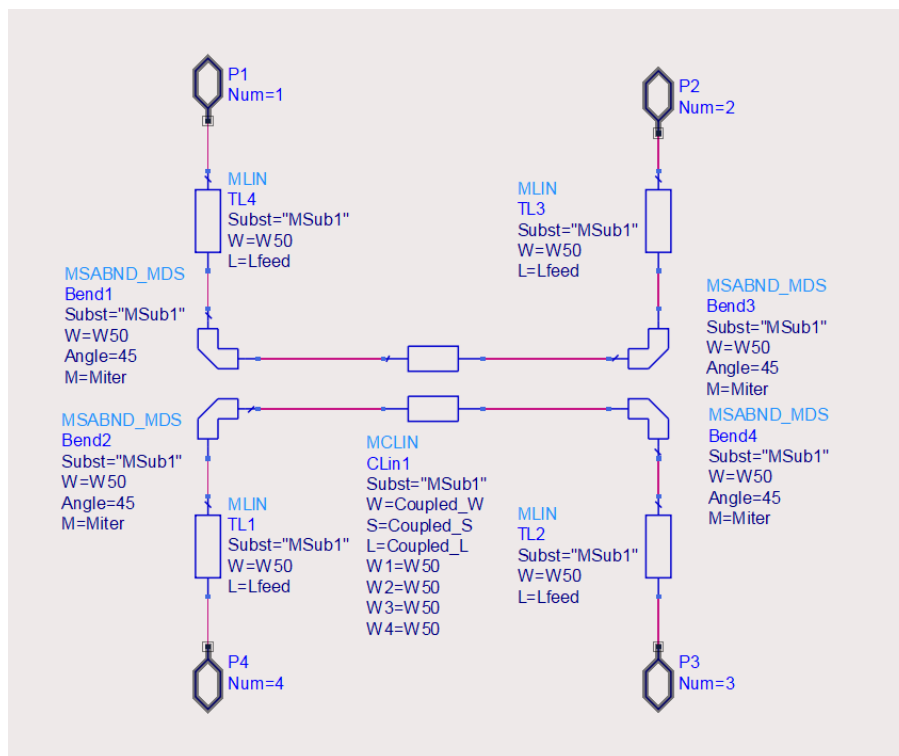 P1
Num=1
P2
Num=2
MLIN
TL4
Subst="MSub1"
W=W50
L=Lfeed
MLIN
TL3
Subst="MSub1"
W=W50
L=Lfeed
MSABND_MDS
Bend1
Subst="MSub1"
W=W50
Angle=45
M=Miter
MSABND_MDS
Bend3
Subst="MSub1"
W=W50
Angle=45
M=Miter
MSABND_MDS
Bend2
Subst="MSub1"
W=W50
Angle=45
M=Miter
MCLIN
CLin1
Subst="MSub1"
W=Coupled_W
S=Coupled_S
L=Coupled_L
W1=W50
W2=W50
W3=W50
W4=W50
MSABND_MDS
Bend4
Subst="MSub1"
W=W50
Angle=45
M=Miter
MLIN
TL1
Subst="MSub1"
W=W50
L=Lfeed
MLIN
TL2
Subst="MSub1"
W=W50
L=Lfeed
P4
Num=4
P3
Num=3